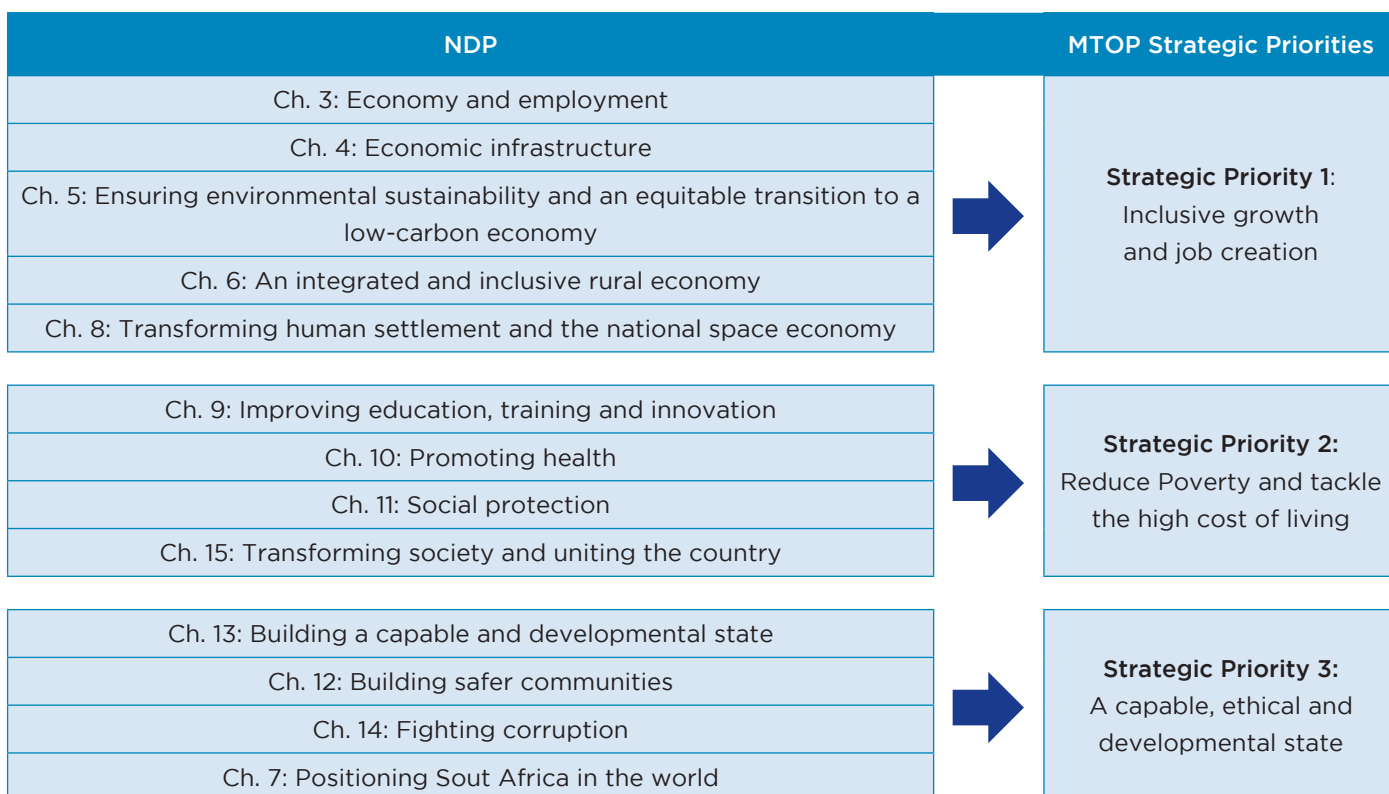 NDP
MTOP Strategic Priorities
Ch. 3: Economy and employment
Ch. 4: Economic infrastructure
Ch. 5: Ensuring environmental sustainability and an equitable transition to a
low-carbon economy
Ch. 6: An integrated and inclusive rural economy
Ch. 8: Transforming human settlement and the national space economy
Strategic Priority 1:
Inclusive growth
and job creation
Ch. 9: Improving education, training and innovation
Ch. 10: Promoting health
Ch. 11: Social protection
Ch. 15: Transforming society and uniting the country
Strategic Priority 2:
Reduce Poverty and tackle
the high cost of living
Ch. 13: Building a capable and developmental state
Ch. 12: Building safer communities
Ch. 14: Fighting corruption
Ch. 7: Positioning Sout Africa in the world
Strategic Priority 3:
A capable, ethical and
developmental state